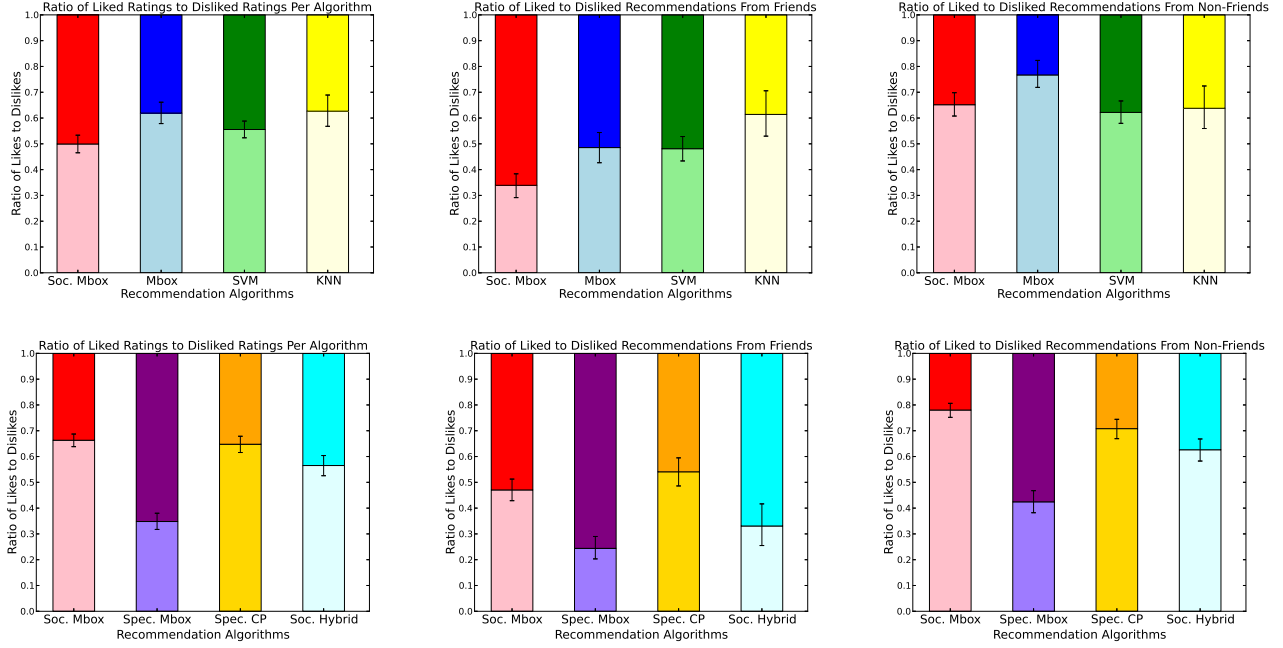 Ratio of Liked Ratings to Disliked Ratings Per Algorithm
Ratio of Likes to Dislikes
1.0
0.9
0.8
0.7
0.6
0.5
0.4
0.3
0.2
0.1
0.0
Soc. Mbox Mbox SVM KNN
Recommendation Algorithms
Ratio of Liked to Disliked Recommendations From Friends
Ratio of Likes to Dislikes
1.0
0.9
0.8
0.7
0.6
0.5
0.4
0.3
0.2
0.1
0.0
Soc. Mbox Mbox SVM KNN
Recommendation Algorithms
Ratio of Liked to Disliked Recommendations From Non-Friends
Ratio of Likes to Dislikes
1.0
0.9
0.8
0.7
0.6
0.5
0.4
0.3
0.2
0.1
0.0
Soc. Mbox Mbox SVM KNN
Recommendation Algorithms
Ratio of Liked Ratings to Disliked Ratings Per Algorithm
Ratio of Likes to Dislikes
1.0
0.9
0.8
0.7
0.6
0.5
0.4
0.3
0.2
0.1
0.0
Soc. Mbox Spec. Mbox Spec. CP Soc. Hybrid
Recommendation Algorithms
Ratio of Liked to Disliked Recommendations From Friends
Ratio of Likes to Dislikes
1.0
0.9
0.8
0.7
0.6
0.5
0.4
0.3
0.2
0.1
0.0
Soc. Mbox Spec. Mbox Spec. CP Soc. Hybrid
Recommendation Algorithms
Ratio of Liked to Disliked Recommendations From Non-Friends
Ratio of Likes to Dislikes
1.0
0.9
0.8
0.7
0.6
0.5
0.4
0.3
0.2
0.1
0.0
Soc. Mbox Spec. Mbox Spec. CP Soc. Hybrid
Recommendation Algorithms